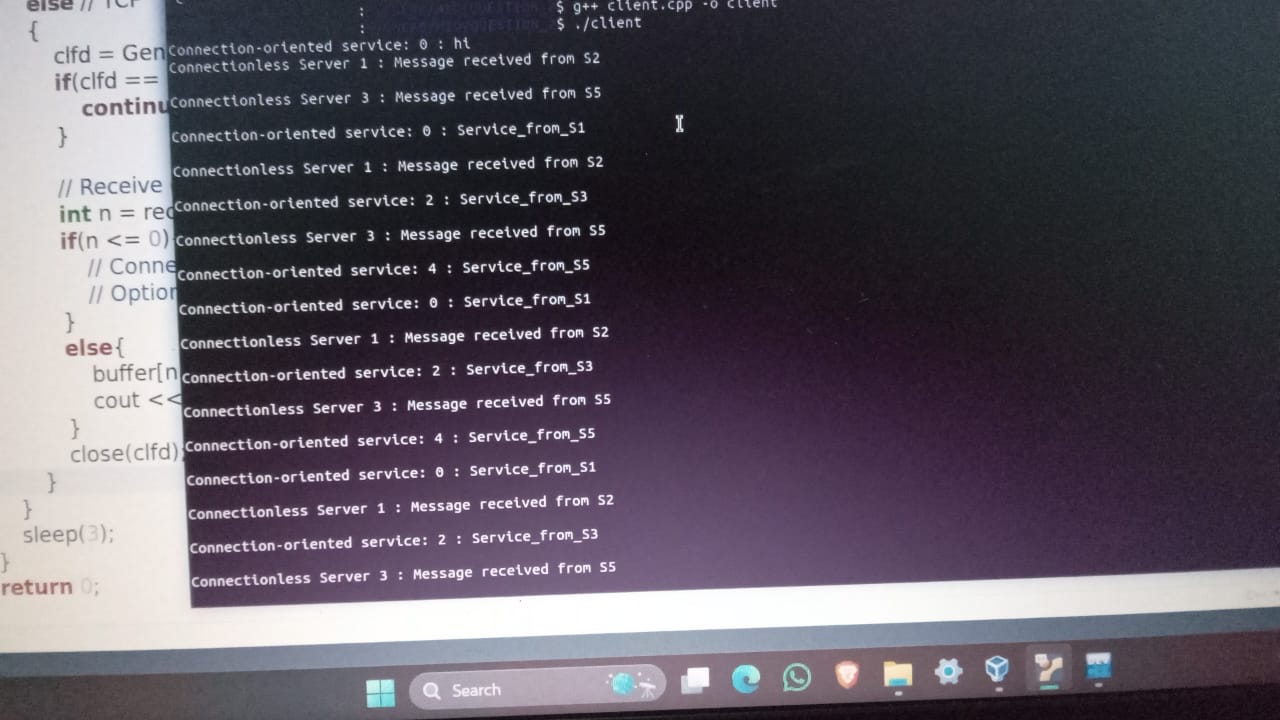 else // TCP
{
clfd = Gen
if(clfd ==
continu
}
// Receive
int n = rec
if(n <= 0)
// Conne
// Option
}
else{
buffer[n
cout <<
}
close(clfd);
}
}
sleep(3);
}
return 0;
$ g++ client.cpp -o client
$ ./client
Connection-oriented service: 0 : hi
Connectionless Server 1 : Message received from S2
Connectionless Server 3 : Message received from S5
Connection-oriented service: 0 : Service_from_S1
Connectionless Server 1 : Message received from S2
Connection-oriented service: 2 : Service_from_S3
Connectionless Server 3 : Message received from S5
Connection-oriented service: 4 : Service_from_S5
Connection-oriented service: 0 : Service_from_S1
Connectionless Server 1 : Message received from S2
Connection-oriented service: 2 : Service_from_S3
Connectionless Server 3 : Message received from S5
Connection-oriented service: 4 : Service_from_S5
Connection-oriented service: 0 : Service_from_S1
Connectionless Server 1 : Message received from S2
Connection-oriented service: 2 : Service_from_S3
Connectionless Server 3 : Message received from S5
Search